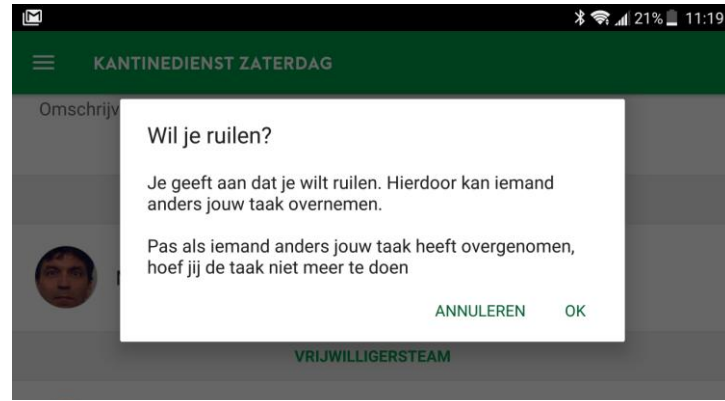 21% 11:19
KANTINEDIENST ZATERDAG
Wil je ruilen?
Je geeft aan dat je wilt ruilen. Hierdoor kan iemand
anders jouw taak overnemen.
Pas als iemand anders jouw taak heeft overgenomen,
hoef jij de taak niet meer te doen
ANNULEREN OK
VRIJWILLIGERSTEAM